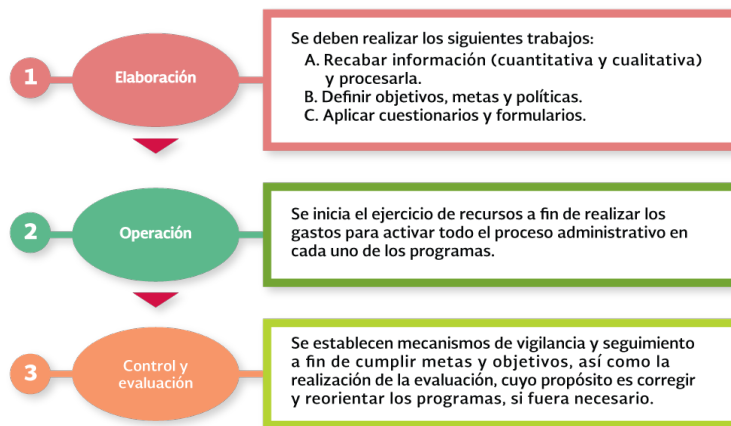 1
Elaboración
Se deben realizar los siguientes trabajos:
A. Recabar información (cuantitativa y cualitativa)
y procesarla.
B. Definir objetivos, metas y políticas.
C. Aplicar cuestionarios y formularios.
2
Operación
Se inicia el ejercicio de recursos a fin de realizar los
gastos para activar todo el proceso administrativo en
cada uno de los programas.
3
Control y
evaluación
Se establecen mecanismos de vigilancia y seguimiento
a fin de cumplir metas y objetivos, así como la
realización de la evaluación, cuyo propósito es corregir
y reorientar los programas, si fuera necesario.